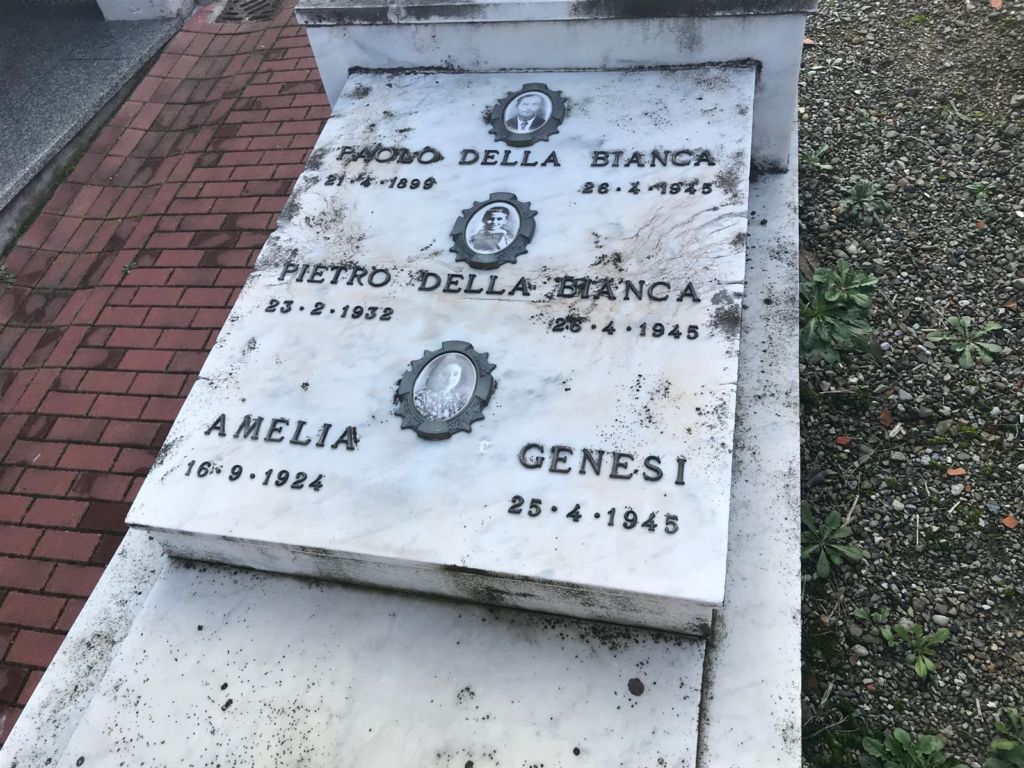 PAOLO DELLA BIANCA
21·4·1899 26·4·1945
PIETRO DELLA BIANCA
23·2·1932 26·4·1945
AMELIA GENESI
16·9·1924 25·4·1945